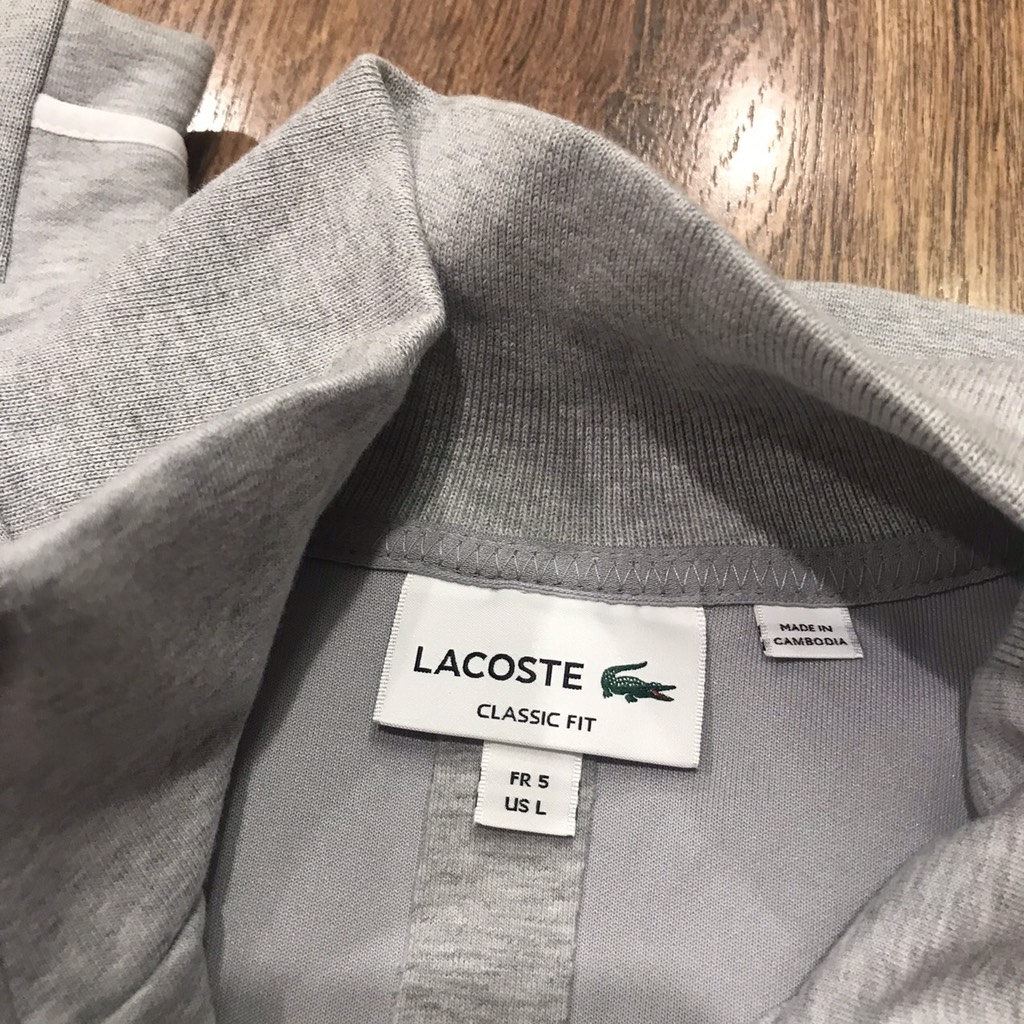 LACOSTE
CLASSIC FIT
FR 5
US L
MADE IN
CAMBODIA